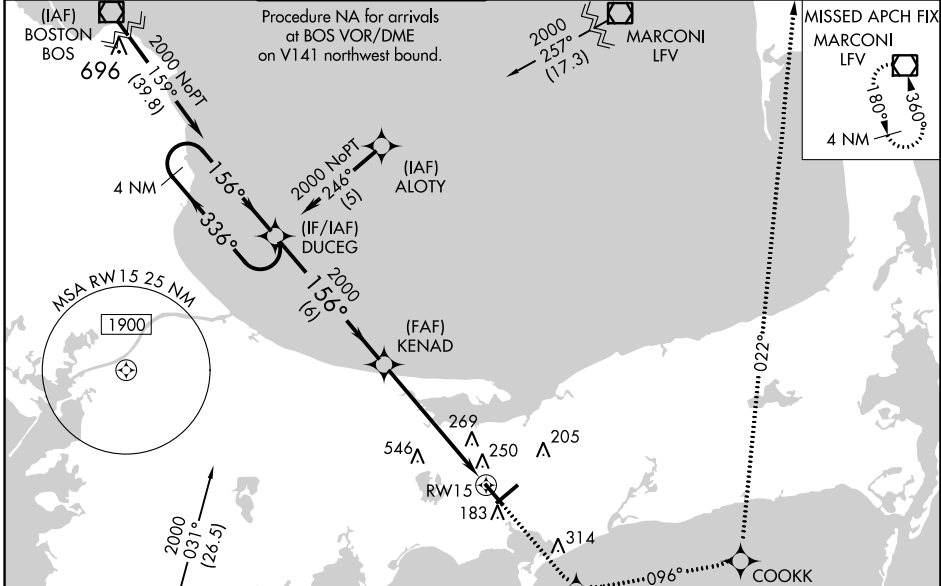 (IAF)
BOSTON
BOS
696
2000 NoPT
159°
(39.8)
Procedure NA for arrivals
at BOS VOR/DME
on V141 northwest bound.
2000
257°
(17.3)
MARCONI
LFV
MISSED APCH FIX
MARCONI
LFV
180°
360°
4 NM
4 NM
156°
336°
2000 NoPT
246°
(5)
(IAF)
ALOTY
(IF/IAF)
DUCEG
2000
156°
(6)
MSA RW15 25 NM
1900
(FAF)
KENAD
022°
269
546
250
205
RW15
183
314
2000
031°
(26.5)
096°
COOKK